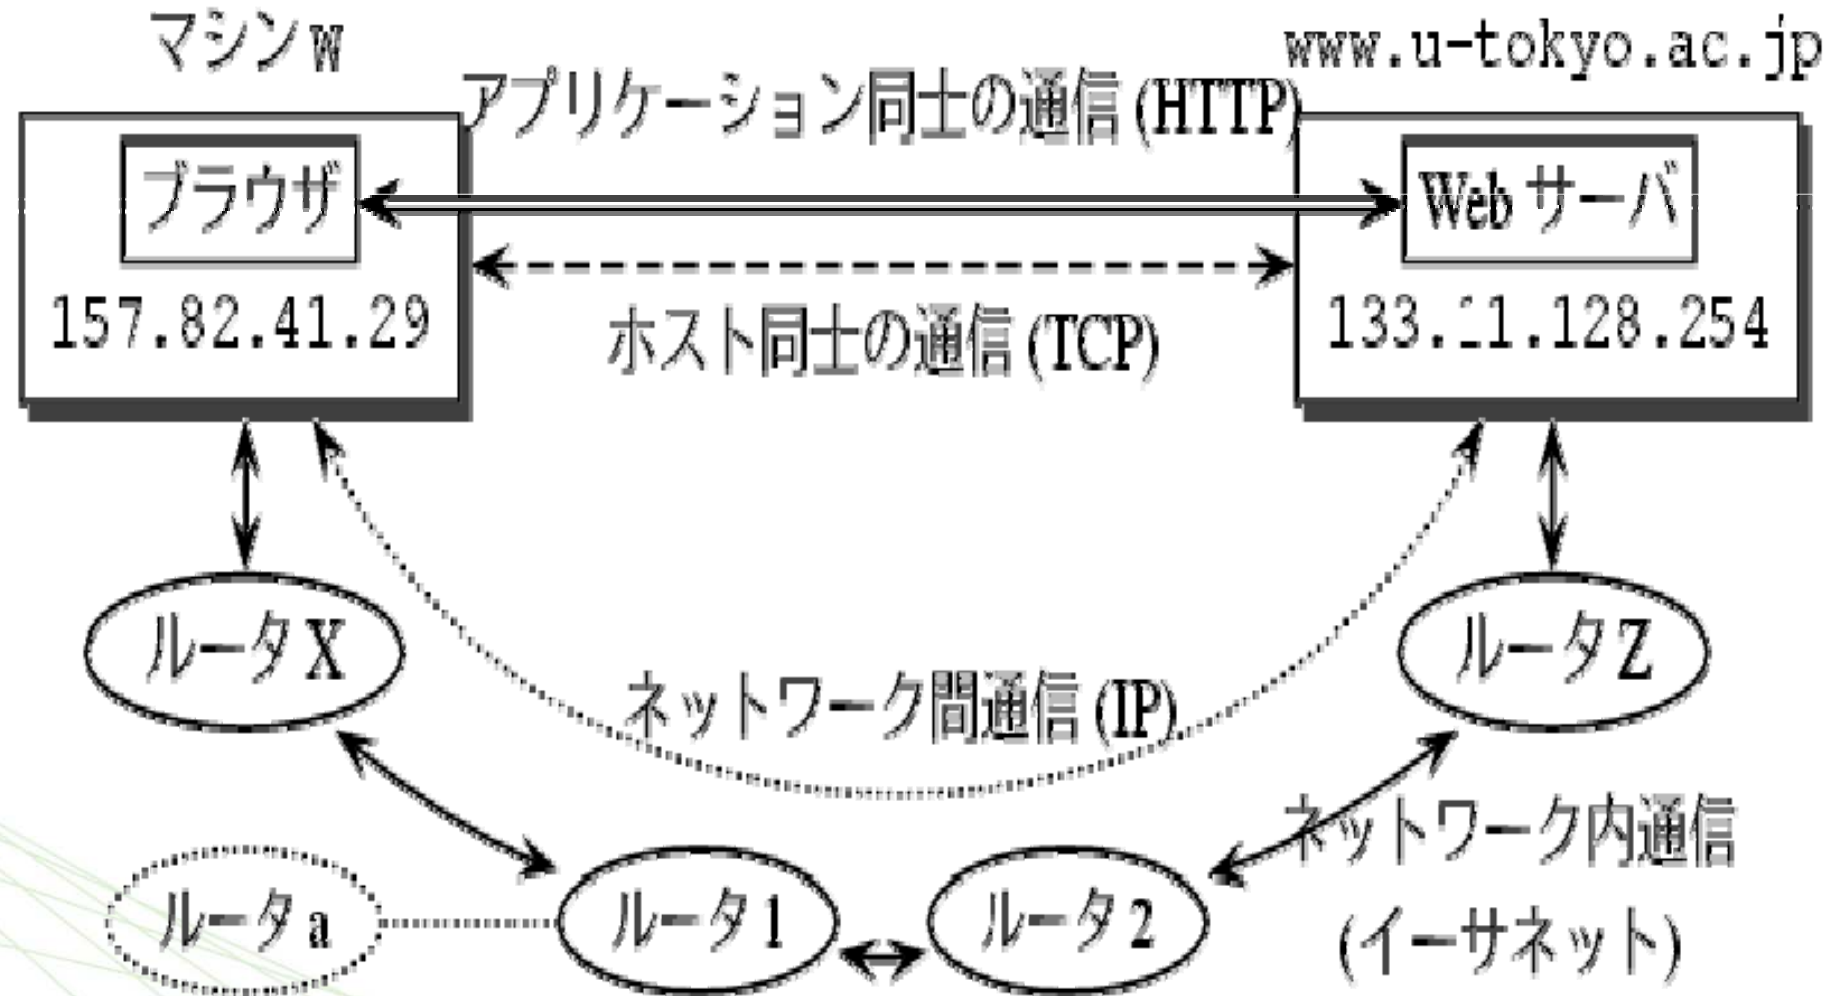 マシンW
www.u-tokyo.ac.jp
アプリケーション同士の通信(HTTP)
ブラウザ
Webサーバ
157.82.41.29
133.11.128.254
ホスト同士の通信(TCP)
ルータX
ルータZ
ネットワーク間通信(IP)
ネットワーク内通信
(イーサネット)
ルータa
ルータ1
ルータ2